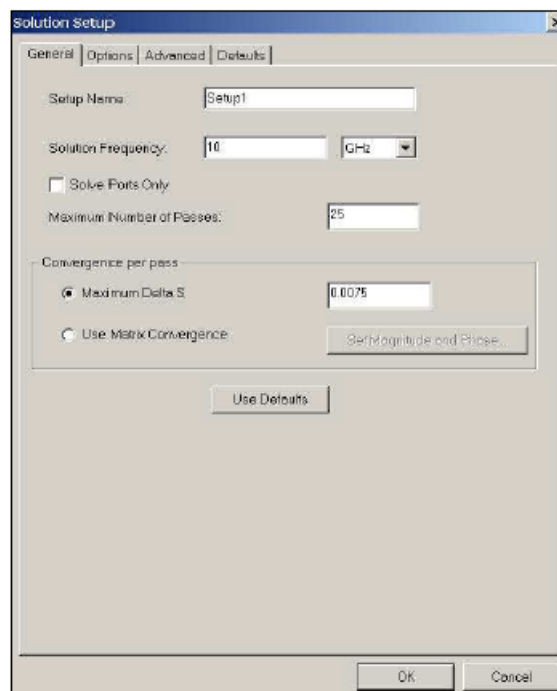 Solution Setup
General Options Advanced Defaults
Setup Name: Setup1
Solution Frequency: 10 GHz
Solve Ports Only
Maximum Number of Passes: 25
Convergence per pass
Maximum Delta S 0.0075
Use Matrix Convergence Set Magnitude and Phase...
Use Defaults
OK Cancel